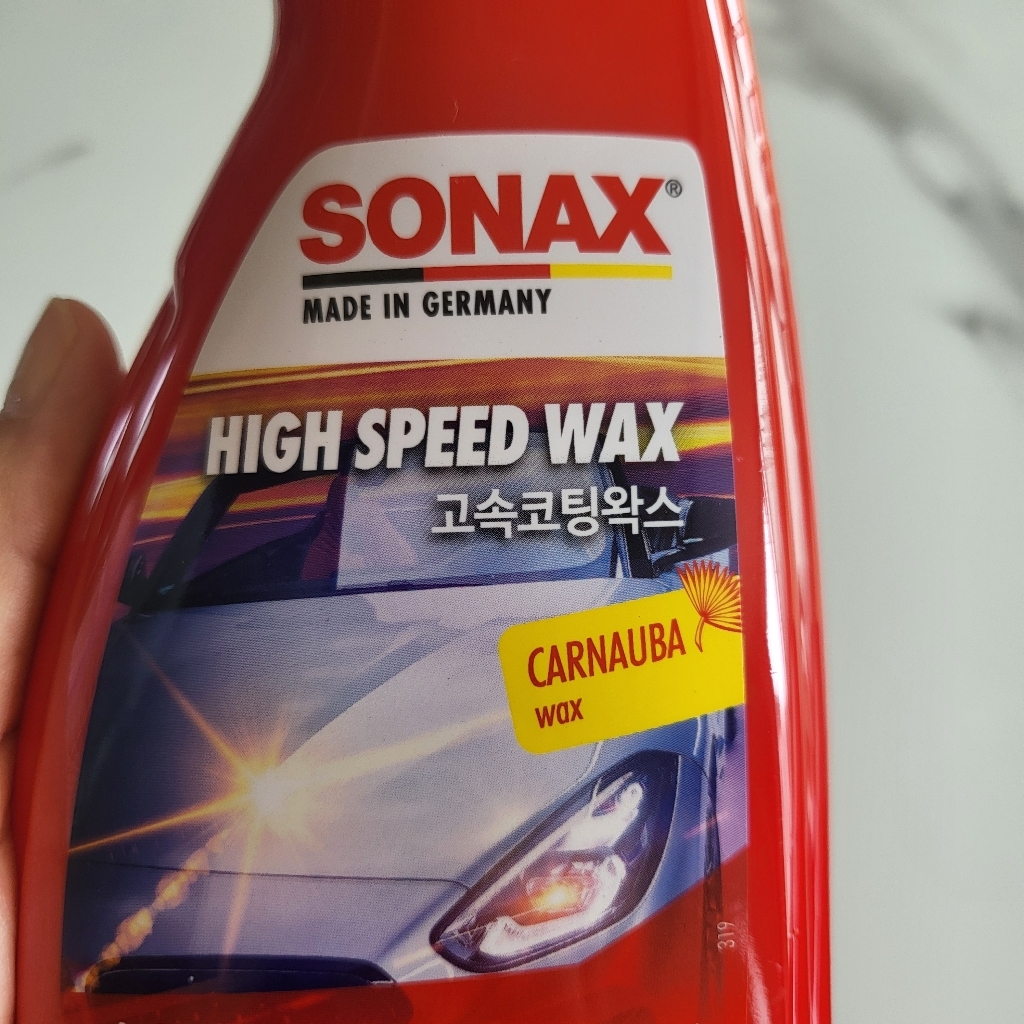 SONAX®
MADE IN GERMANY
HIGH SPEED WAX
고속코팅왁스
CARNAUBA
wax
319